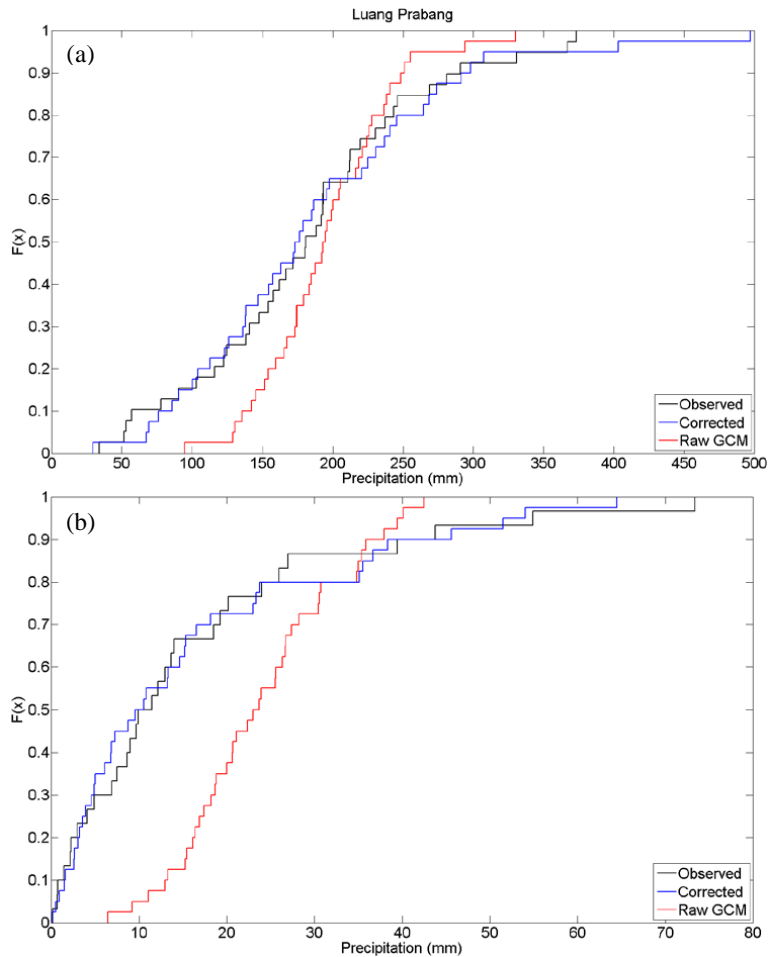 Luang Prabang
(a)
1
0.9
0.8
0.7
0.6
0.5
0.4
0.3
0.2
0.1
0
F(x)
Observed
Corrected
Raw GCM
0 50 100 150 200 250 300 350 400 450 500
Precipitation (mm)
(b)
1
0.9
0.8
0.7
0.6
0.5
0.4
0.3
0.2
0.1
0
F(x)
Observed
Corrected
Raw GCM
0 10 20 30 40 50 60 70 80
Precipitation (mm)